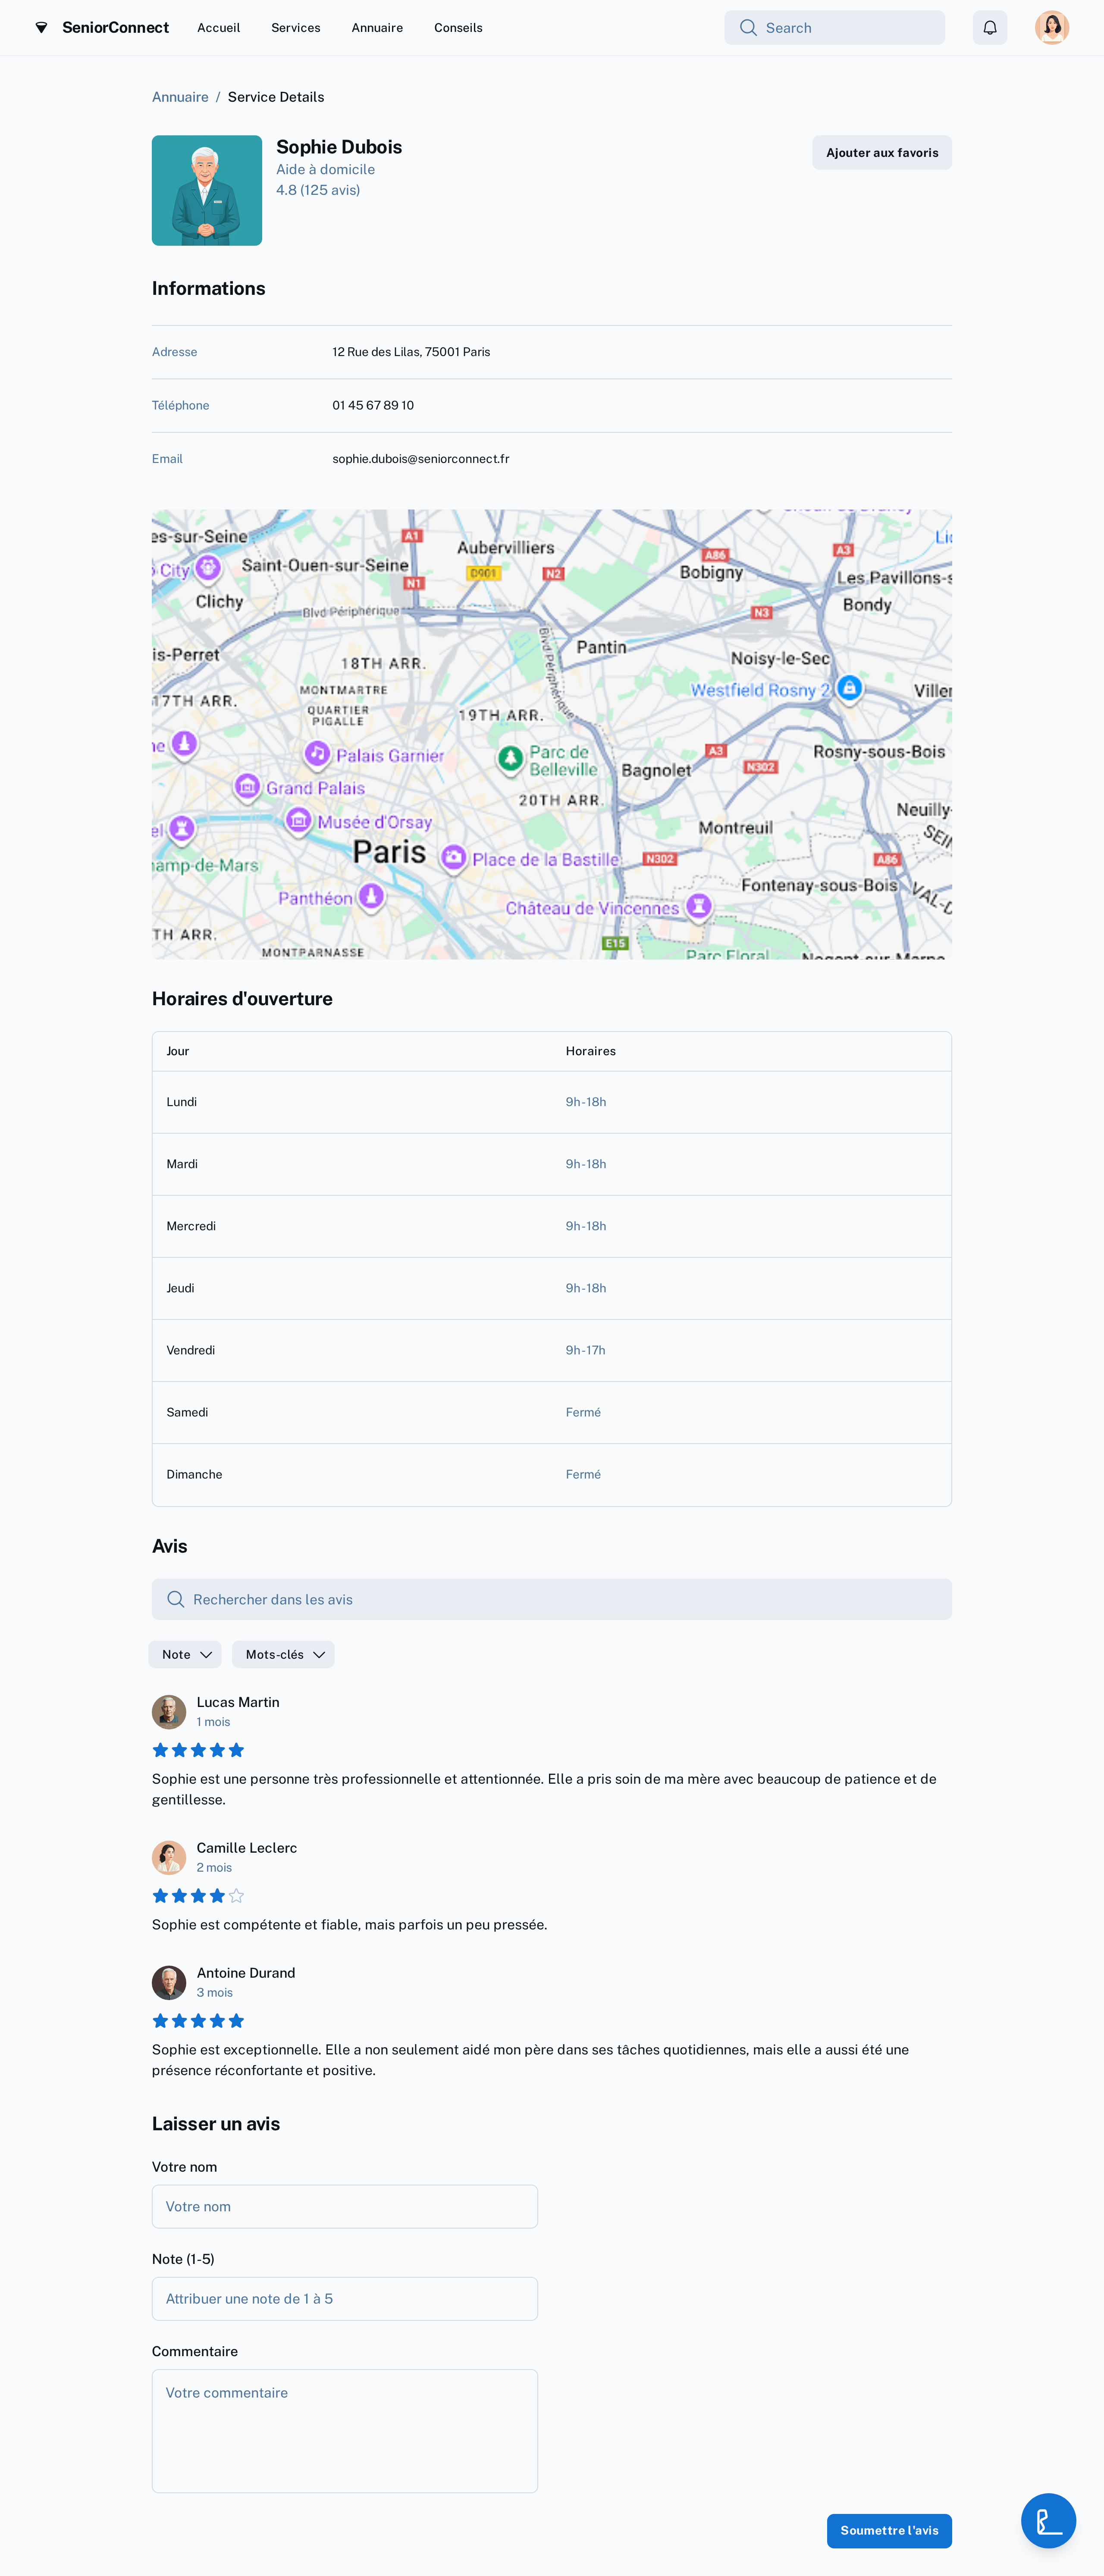 SeniorConnect
Accueil
Services
Annuaire
Conseils
Search
Annuaire / Service Details
Sophie Dubois
Aide à domicile
4.8 (125 avis)
Ajouter aux favoris
Informations
Adresse
12 Rue des Lilas, 75001 Paris
Téléphone
01 45 67 89 10
Email
sophie.dubois@seniorconnect.fr
es-sur-Seine
A1
Aubervilliers
A86
A3
City
Saint-Ouen-sur-Seine
D901
N1
N2
Bobigny
Les Pavillons-s
Clichy
Blvd Périphérique
N3
Bondy
is-Perret
18TH ARR.
Blvd Périphérique
Pantin
Noisy-le-Sec
17TH ARR.
MONTMARTRE
Westfield Rosny 2
Viller
QUARTIER
PIGALLE
19TH ARR.
ne
Palais Garnier
Parc de
Belleville
A3
Rosny-sous-Bois
Bagnolet
N302
Grand Palais
20TH ARR.
Neuilly-
el
Musée d'Orsay
Montreuil
SEIN
Paris
Place de la Bastille
N302
A86
hamp-de-Mars
Panthéon
Château de Vincennes
Fontenay-sous-Bois
VAL-D
TH ARR.
MONTPARNASSE
E15
Parc Floral
Nogent-sur-Marne
Horaires d'ouverture
Jour
Horaires
Lundi
9h-18h
Mardi
9h-18h
Mercredi
9h-18h
Jeudi
9h-18h
Vendredi
9h-17h
Samedi
Fermé
Dimanche
Fermé
Avis
Rechercher dans les avis
Note
Mots-clés
Lucas Martin
1 mois
Sophie est une personne très professionnelle et attentionnée. Elle a pris soin de ma mère avec beaucoup de patience et de
gentillesse.
Camille Leclerc
2 mois
Sophie est compétente et fiable, mais parfois un peu pressée.
Antoine Durand
3 mois
Sophie est exceptionnelle. Elle a non seulement aidé mon père dans ses tâches quotidiennes, mais elle a aussi été une
présence réconfortante et positive.
Laisser un avis
Votre nom
Votre nom
Note (1-5)
Attribuer une note de 1 à 5
Commentaire
Votre commentaire
Soumettre l'avis